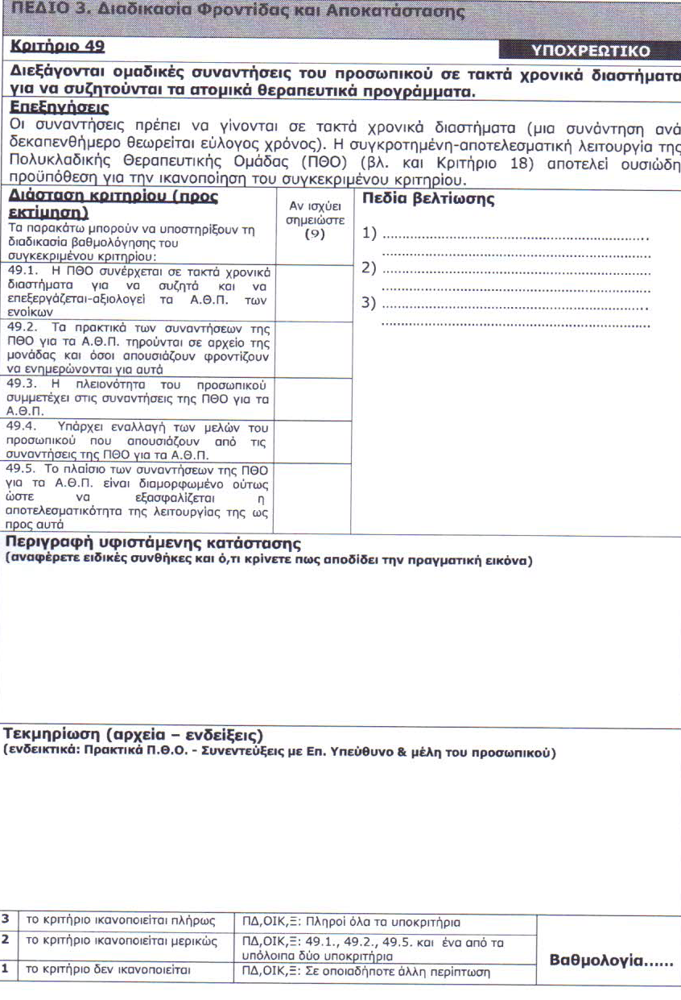 ΠΕΔΙΟ 3. Διαδικασία Φροντίδας και Αποκατάστασης
Κριτήριο 49
ΥΠΟΧΡΕΩΤΙΚΟ
Διεξάγονται ομαδικές συναντήσεις του προσωπικού σε τακτά χρονικά διαστήματα
για να συζητούνται τα ατομικά θεραπευτικά προγράμματα.
Επεξηγήσεις
Οι συναντήσεις πρέπει να γίνονται σε τακτά χρονικά διαστήματα (μια συνάντηση ανά
δεκαπενθήμερο θεωρείται εύλογος χρόνος). Η συγκροτημένη-αποτελεσματική λειτουργία της
Πολυκλαδικής Θεραπευτικής Ομάδας (ΠΘΟ) (βλ. και Κριτήριο 18) αποτελεί ουσιώδη
προϋπόθεση για την ικανοποίηση του συγκεκριμένου κριτηρίου.
Διάσταση κριτηρίου (προς
εκτίμηση)
Τα παρακάτω μπορούν να υποστηρίξουν τη
διαδικασία βαθμολόγησης του
συγκεκριμένου κριτηρίου:
Αν ισχύει
σημειώστε
(9)
Πεδία βελτίωσης
1) ..........................................................
..........................................................
2) ..........................................................
..........................................................
3) ..........................................................
..........................................................
49.1. Η ΠΘΟ συνέρχεται σε τακτά χρονικά
διαστήματα για να συζητά και να
επεξεργάζεται-αξιολογεί τα Α.Θ.Π. των
ενοίκων
49.2. Τα πρακτικά των συναντήσεων της
ΠΘΟ για τα Α.Θ.Π. τηρούνται σε αρχείο της
μονάδας και όσοι απουσιάζουν φροντίζουν
να ενημερώνονται για αυτά
49.3. Η πλειονότητα του προσωπικού
συμμετέχει στις συναντήσεις της ΠΘΟ για τα
Α.Θ.Π.
49.4. Υπάρχει εναλλαγή των μελών του
προσωπικού που απουσιάζουν από τις
συναντήσεις της ΠΘΟ για τα Α.Θ.Π.
49.5. Το πλαίσιο των συναντήσεων της ΠΘΟ
για τα Α.Θ.Π. είναι διαμορφωμένο ούτως
ώστε να εξασφαλίζεται η
αποτελεσματικότητα της λειτουργίας της ως
προς αυτά
Περιγραφή υφιστάμενης κατάστασης
(αναφέρετε ειδικές συνθήκες και ό,τι κρίνετε πως αποδίδει την πραγματική εικόνα)
Τεκμηρίωση (αρχεία – ενδείξεις)
(ενδεικτικά: Πρακτικά Π.Θ.Ο. - Συνεντεύξεις με Επ. Υπεύθυνο & μέλη του προσωπικού)
3 το κριτήριο ικανοποιείται πλήρως ΠΔ,ΟΙΚ,Ξ: Πληροί όλα τα υποκριτήρια
2 το κριτήριο ικανοποιείται μερικώς ΠΔ,ΟΙΚ,Ξ: 49.1., 49.2., 49.5. και ένα από τα
υπόλοιπα δύο υποκριτήρια
1 το κριτήριο δεν ικανοποιείται ΠΔ,ΟΙΚ,Ξ: Σε οποιαδήποτε άλλη περίπτωση
Βαθμολογία......